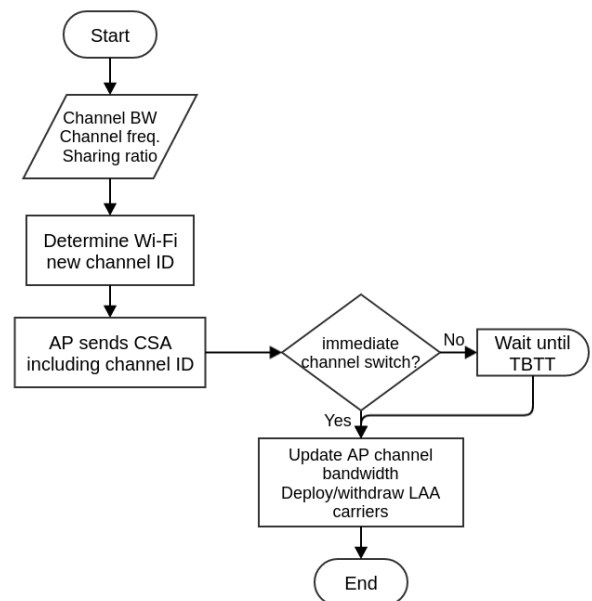 Start
Channel BW
Channel freq.
Sharing ratio
Determine Wi-Fi
new channel ID
AP sends CSA
including channel ID
immediate
channel switch?
No
Wait until
TBTT
Yes
Update AP channel
bandwidth
Deploy/withdraw LAA
carriers
End